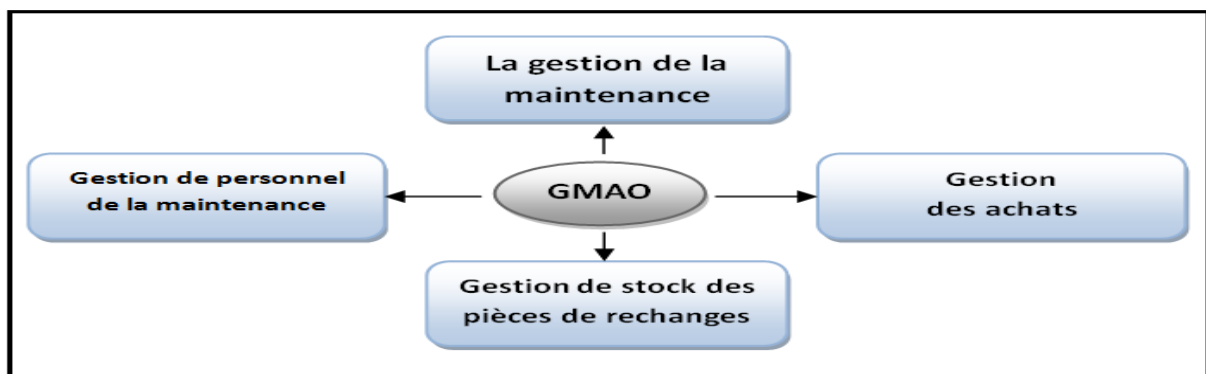 La gestion de la
maintenance
Gestion de personnel
de la maintenance
GMAO
Gestion
des achats
Gestion de stock des
pièces de rechanges